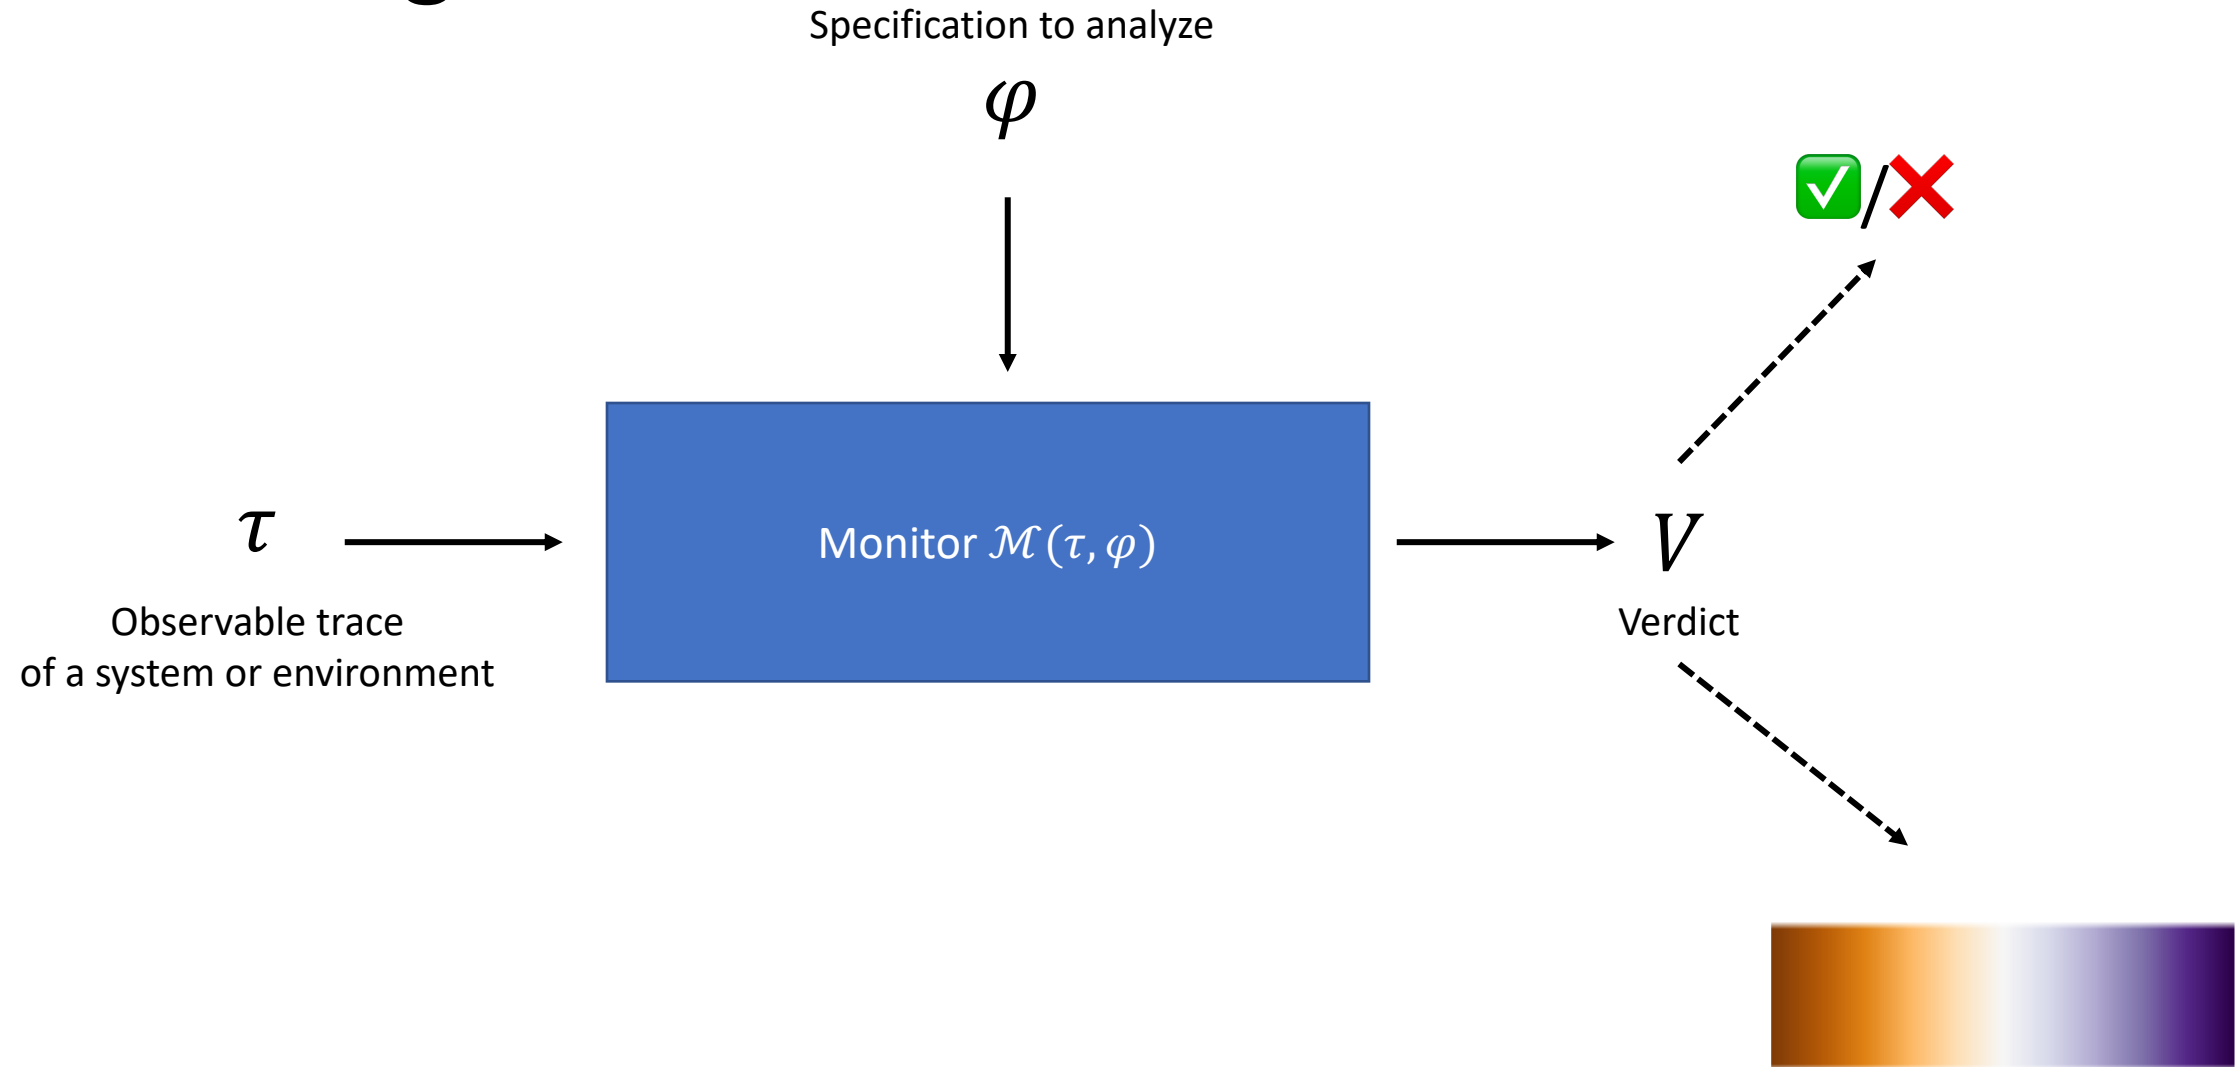 Specification to analyze
φ
✅/❌
Monitor ℳ(τ, φ)
τ
Observable trace
of a system or environment
V
Verdict